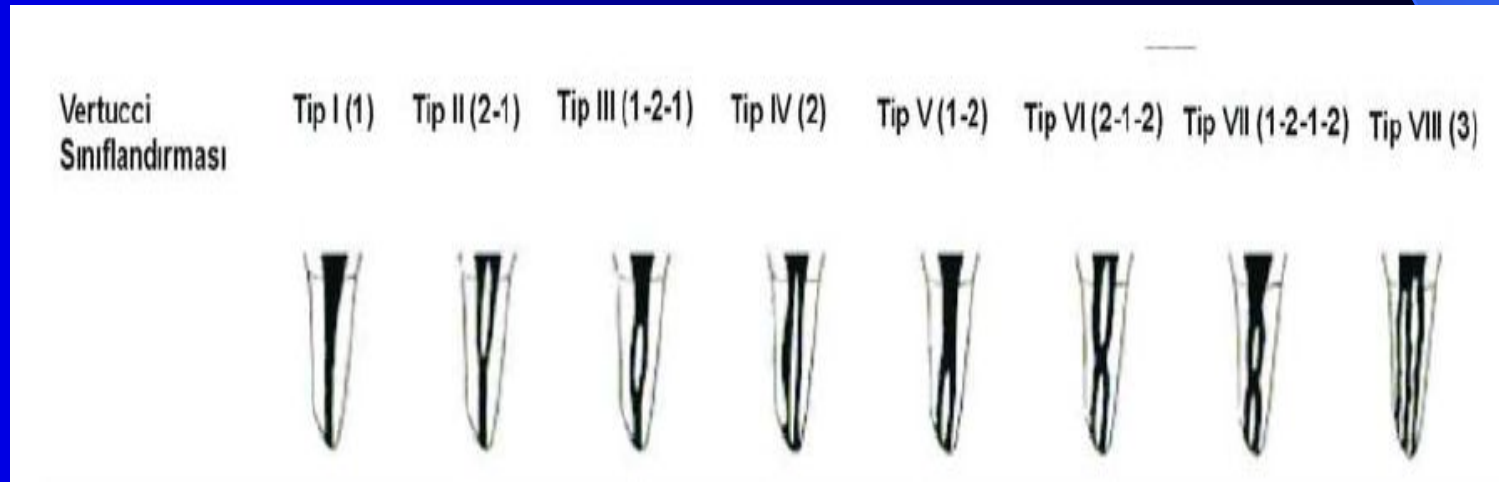 Vertucci
Sınıflandırması
Tip I (1) Tip II (2-1) Tip III (1-2-1) Tip IV (2) Tip V (1-2) Tip VI (2-1-2) Tip VII (1-2-1-2) Tip VIII (3)